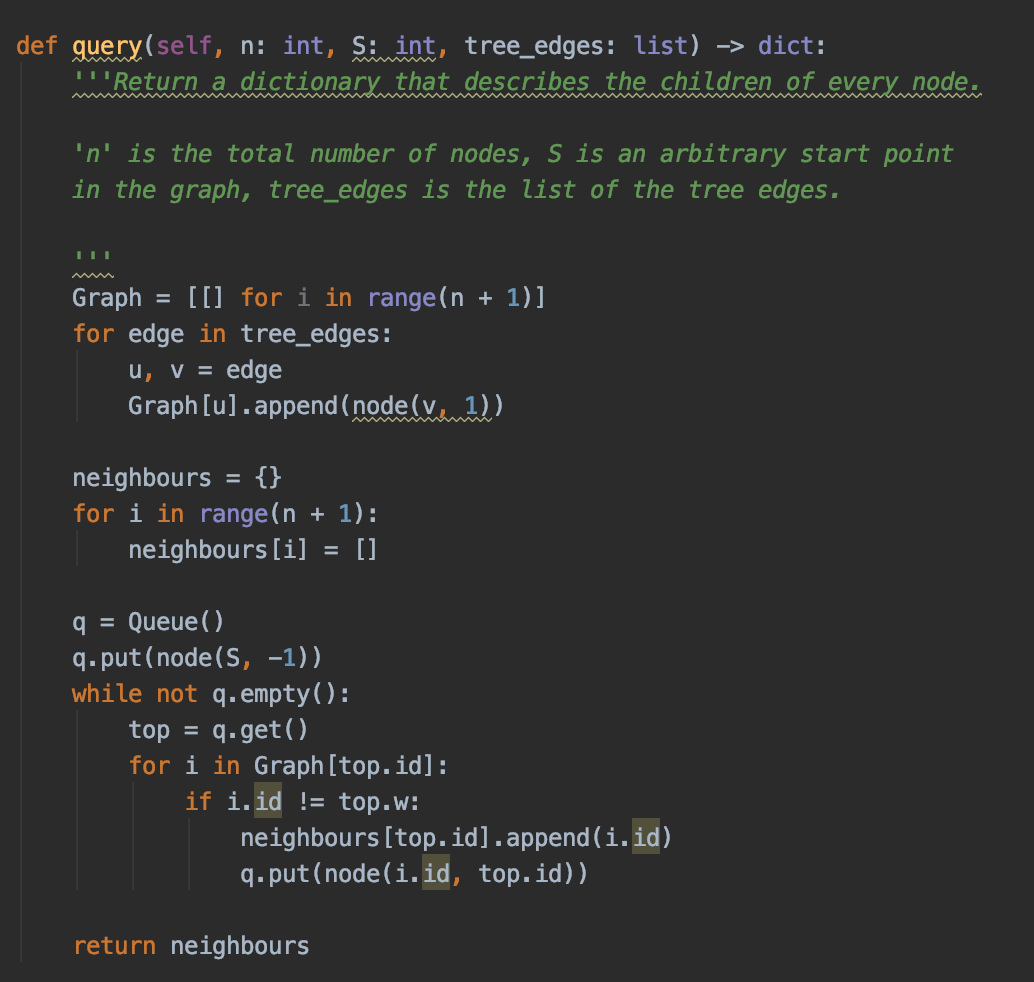 def query(self, n: int, S: int, tree_edges: list) -> dict:
    '''Return a dictionary that describes the children of every node.

    'n' is the total number of nodes, S is an arbitrary start point
    in the graph, tree_edges is the list of the tree edges.

    '''
    Graph = [[] for i in range(n + 1)]
    for edge in tree_edges:
        u, v = edge
        Graph[u].append(node(v, 1))

    neighbours = {}
    for i in range(n + 1):
        neighbours[i] = []

    q = Queue()
    q.put(node(S, -1))
    while not q.empty():
        top = q.get()
        for i in Graph[top.id]:
            if i.id != top.w:
                neighbours[top.id].append(i.id)
                q.put(node(i.id, top.id))

    return neighbours